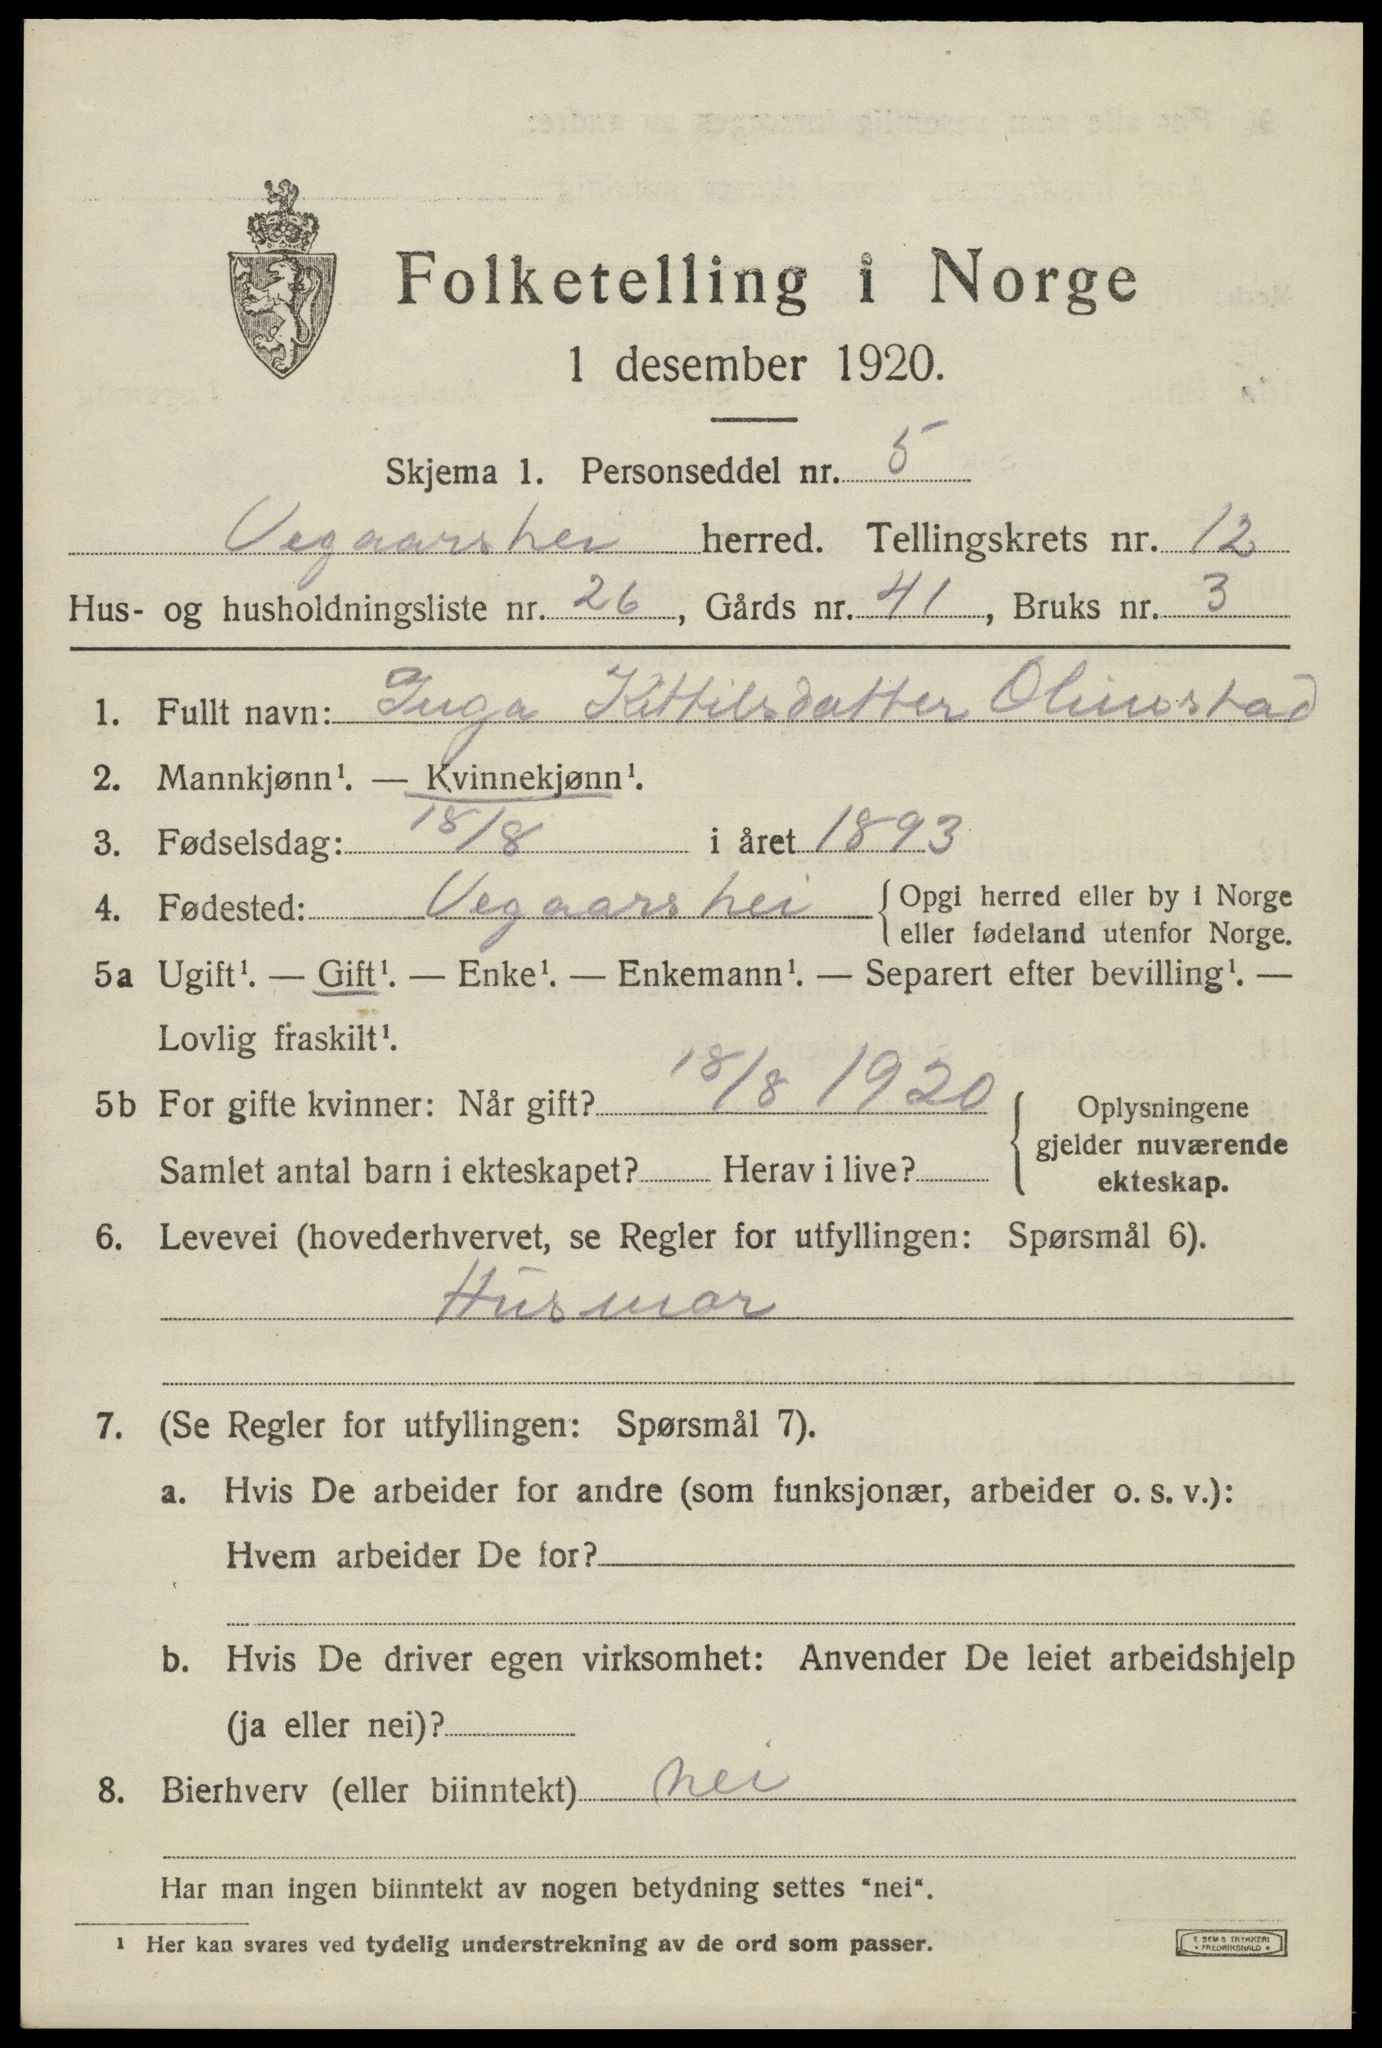 Folketelling i Norge
1 desember 1920.
Skjema 1. Personseddel nr. 5
Vegaarshei herred. Tellingskrets nr. 12
Hus- og husholdningsliste nr. 26, Gårds nr. 41, Bruks nr. 3
1. Fullt navn: Inga Kittilsdatter Olimstad
2. Mannkjønn¹. — Kvinnekjønn¹.
3. Fødselsdag: 18/8 i året 1893
4. Fødested: Vegaarshei { Opgi herred eller by i Norge
eller fødeland utenfor Norge.
5a Ugift¹. — Gift¹. — Enke¹. — Enkemann¹. — Separert efter bevilling¹. —
Lovlig fraskilt¹.
5b For gifte kvinner: Når gift? 18/8 1920
Samlet antal barn i ekteskapet? Herav i live?
Oplysningene
gjelder nuværende
ekteskap.
6. Levevei (hovederhvervet, se Regler for utfyllingen: Spørsmål 6).
Husmor
7. (Se Regler for utfyllingen: Spørsmål 7).
a. Hvis De arbeider for andre (som funksjonær, arbeider o. s. v.):
Hvem arbeider De for?
b. Hvis De driver egen virksomhet: Anvender De leiet arbeidshjelp
(ja eller nei)?
8. Bierhverv (eller biinntekt) nei
Har man ingen biinntekt av nogen betydning settes "nei".
¹ Her kan svares ved tydelig understrekning av de ord som passer.
E. SEM'S TRYKKERI
• FREDRIKSHALD •